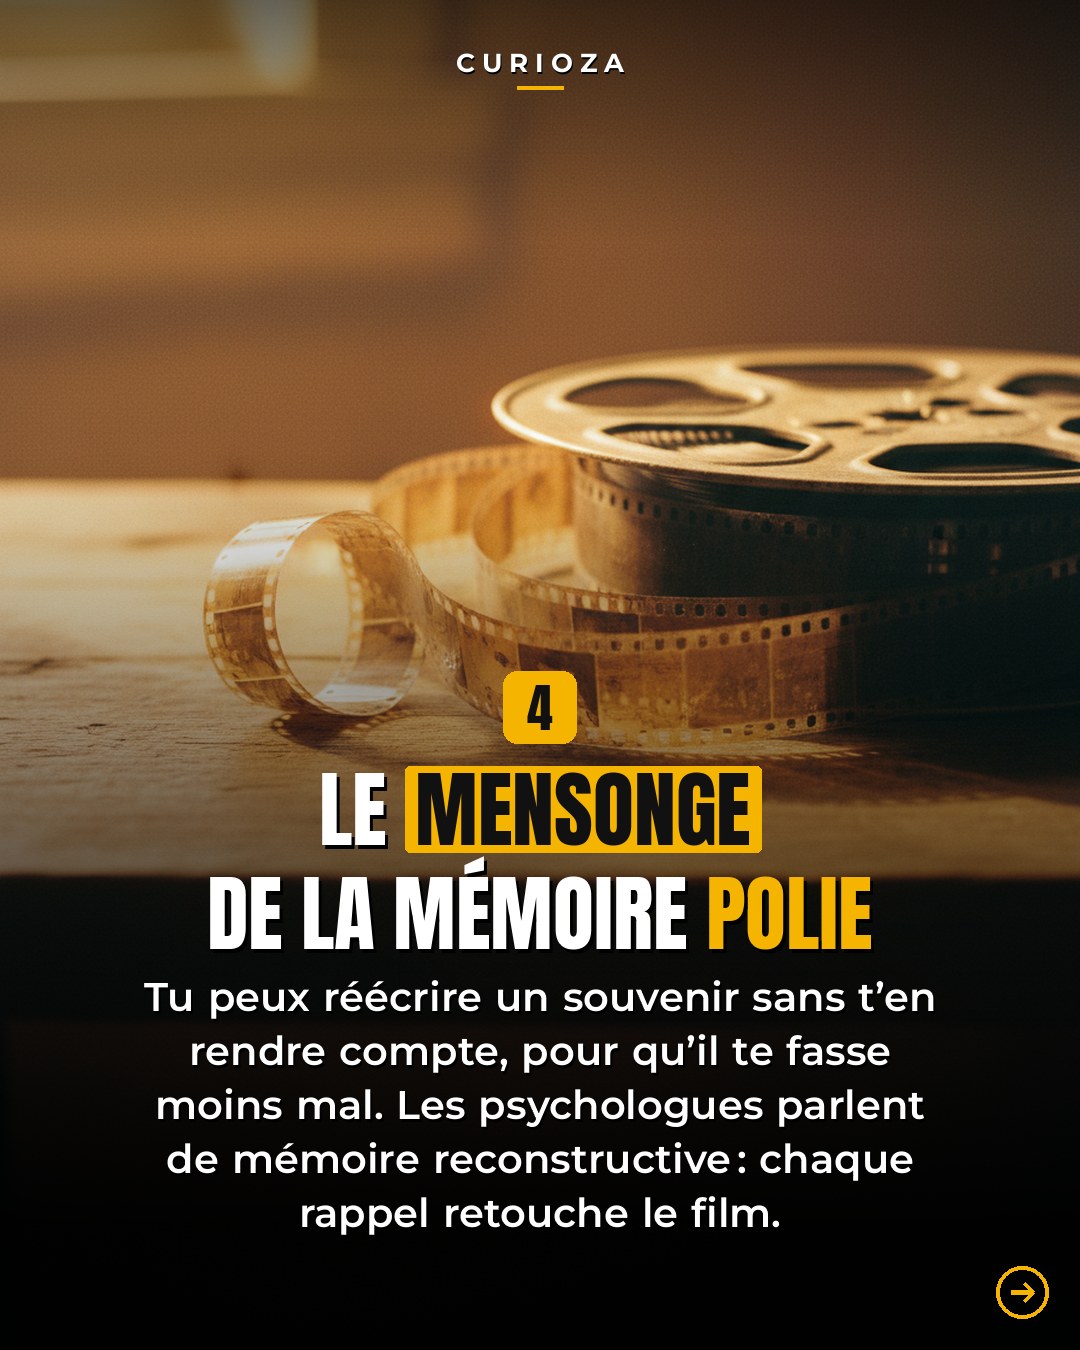 CURIOZA
4
LE MENSONGE
DE LA MÉMOIRE POLIE
Tu peux réécrire un souvenir sans t’en
rendre compte, pour qu’il te fasse
moins mal. Les psychologues parlent
de mémoire reconstructive : chaque
rappel retouche le film.